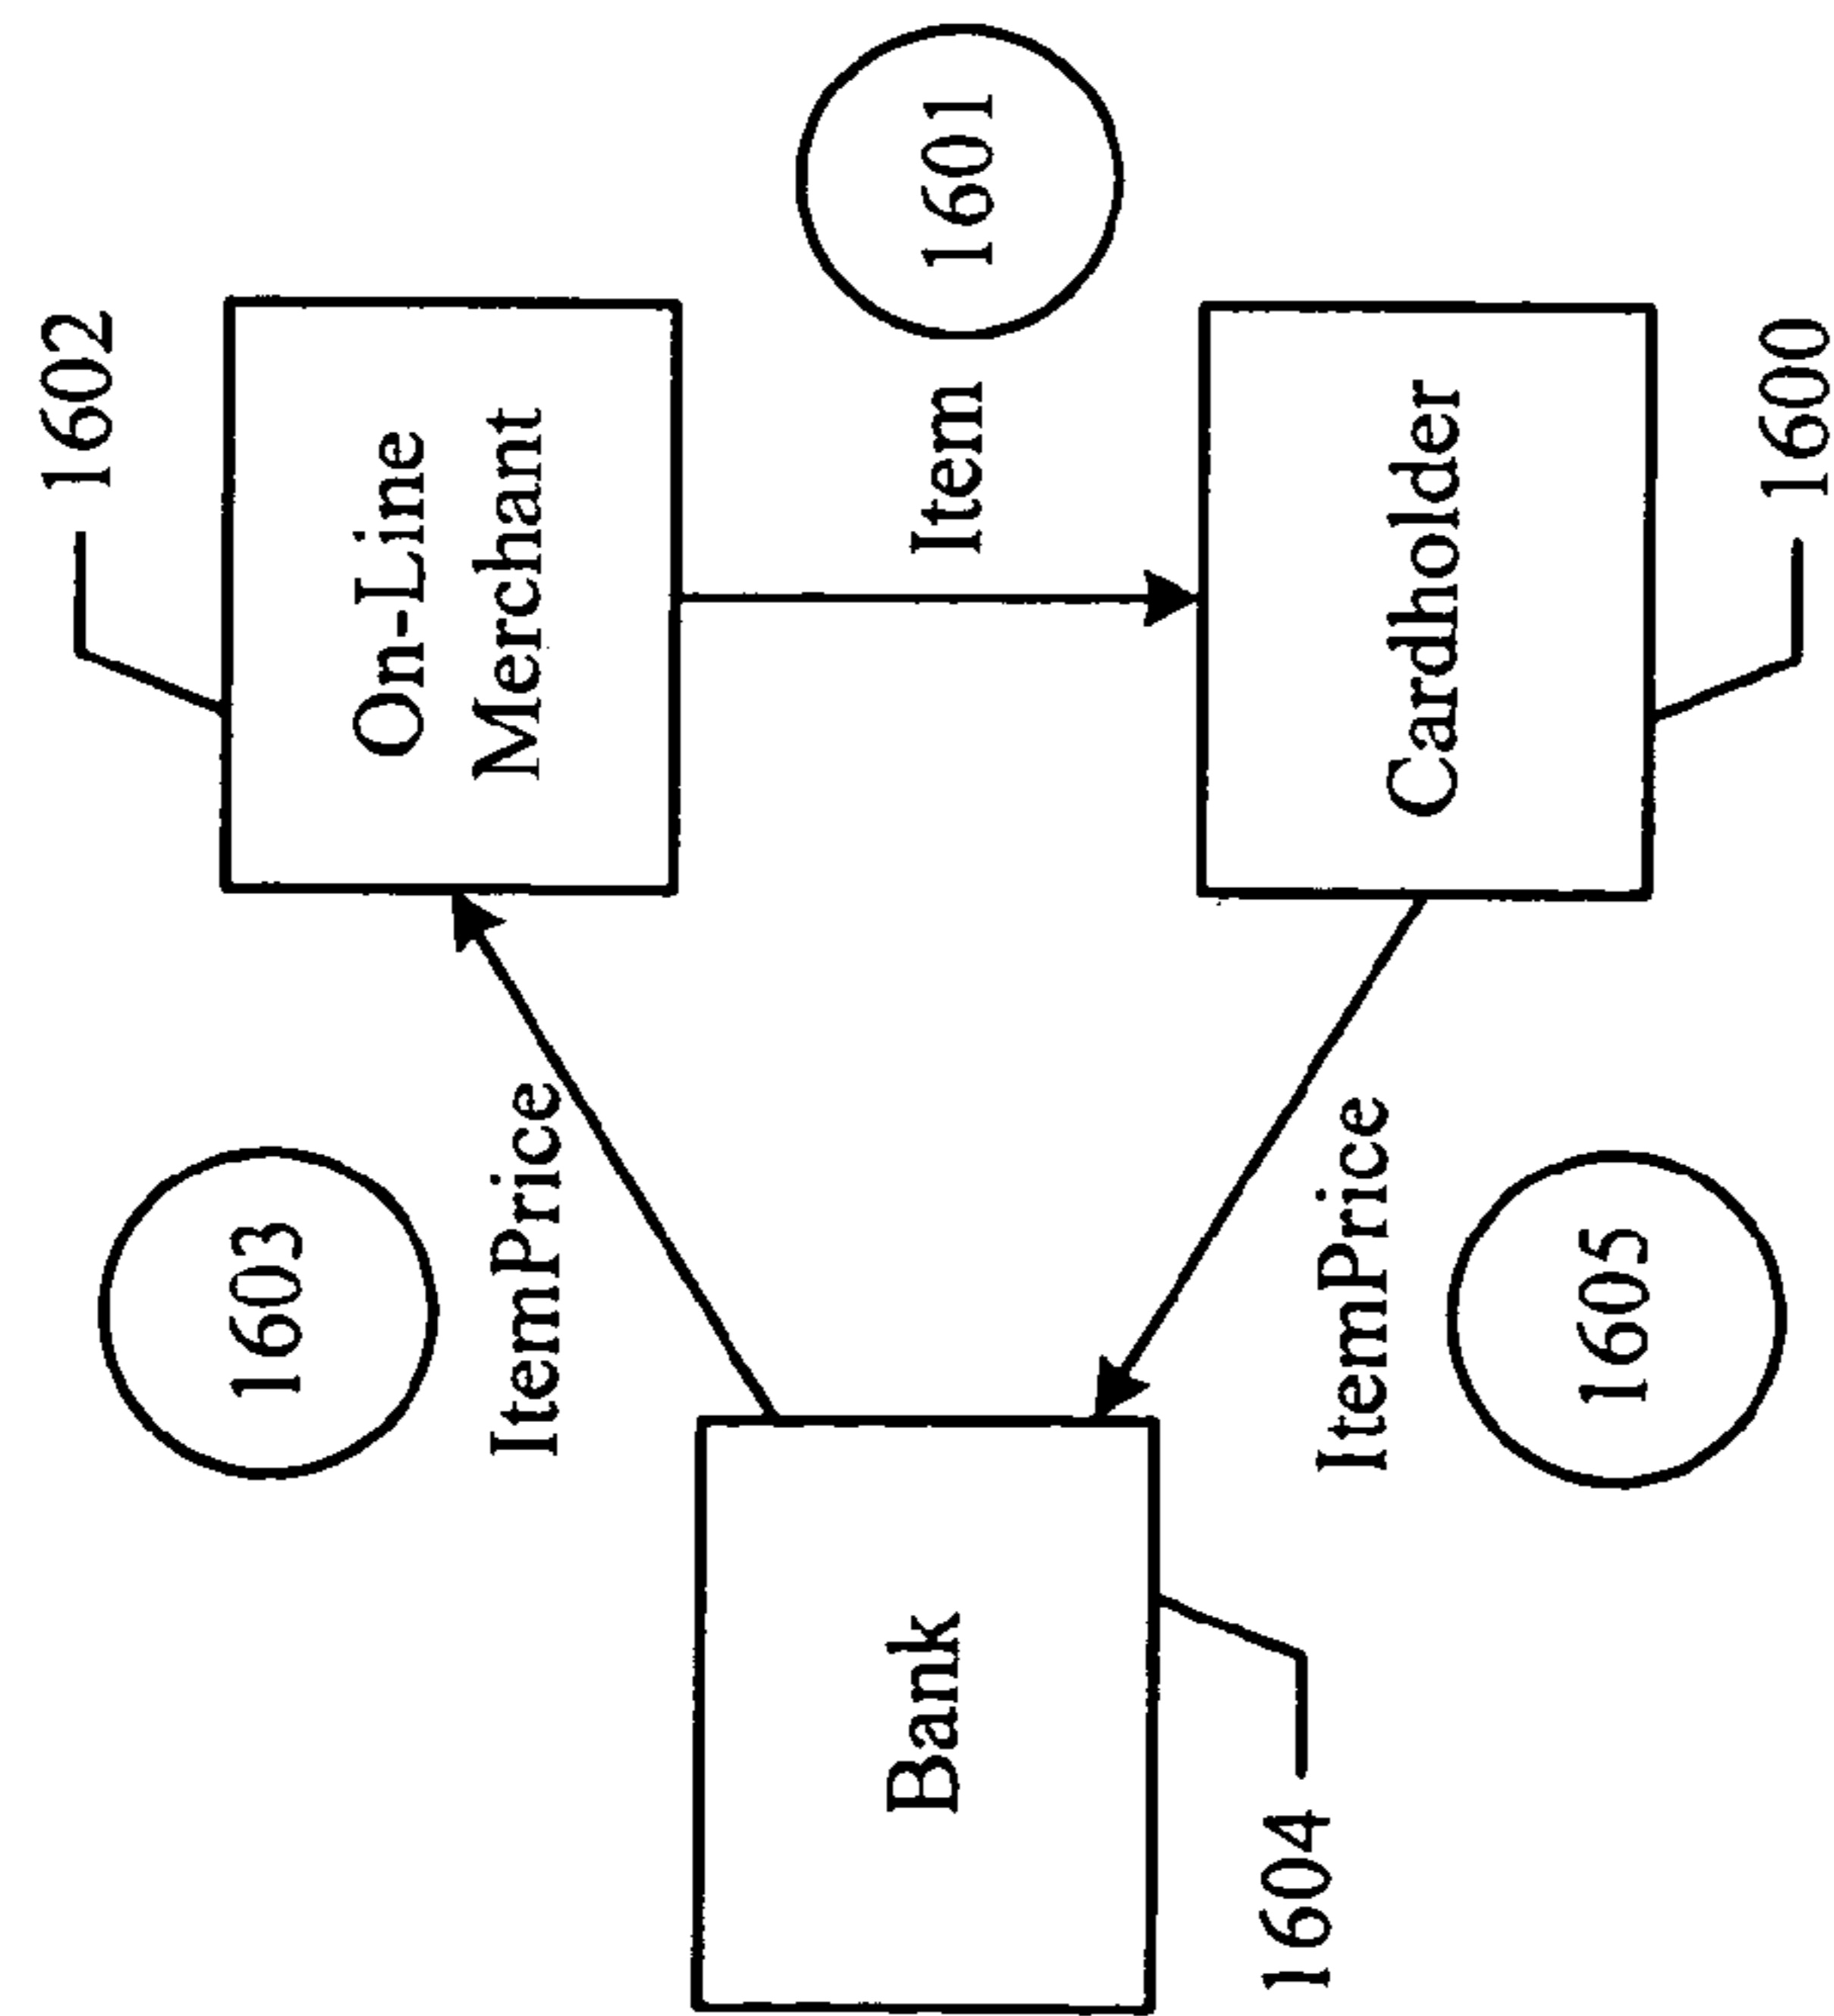 1602
1603
On-Line
Merchant
ItemPrice
Bank
Item
1601
1604
ItemPrice
Cardholder
1605
1600